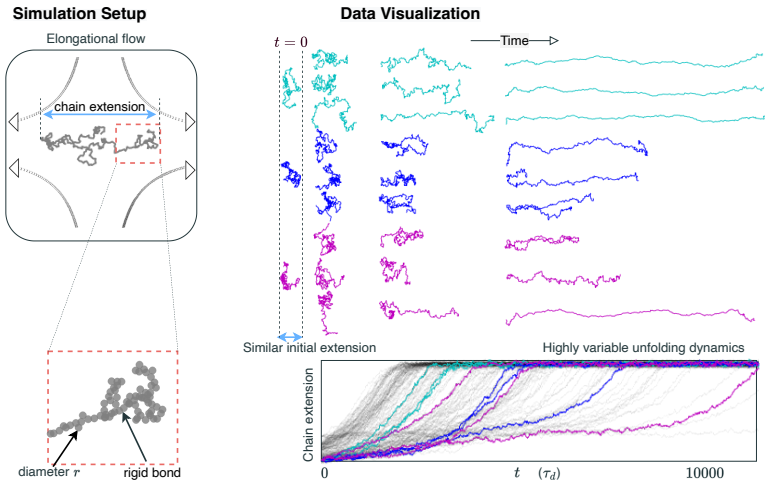 Simulation Setup
Elongational flow
chain extension
diameter r
rigid bond
Data Visualization
t = 0
Time
Similar initial extension
Highly variable unfolding dynamics
Chain extension
0
t (τ_d)
10000